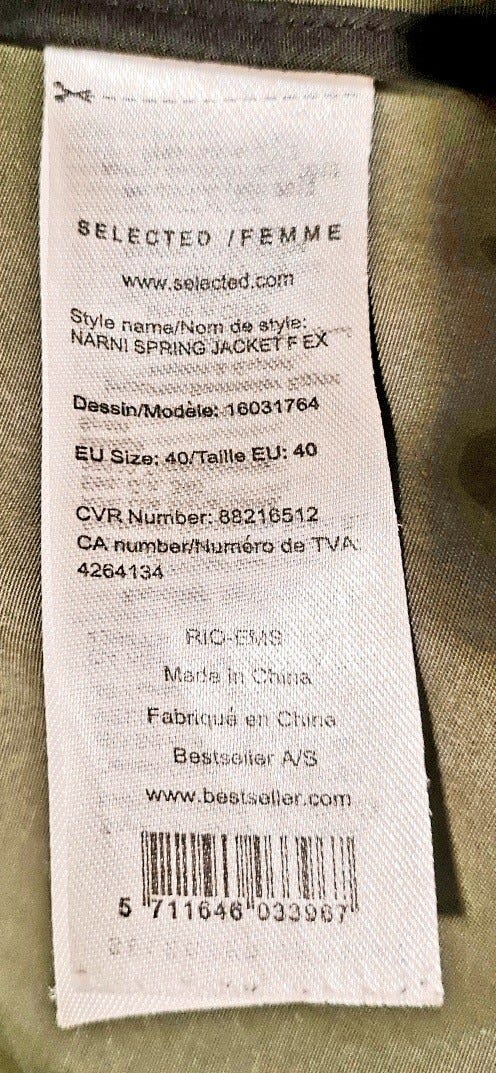 SELECTED /FEMME
www.selected.com
Style name/Nom de style:
NARNI SPRING JACKET F EX
Dessin/Modèle: 16031764
EU Size: 40/Taille EU: 40
CVR Number: 88216512
CA number/Numéro de TVA:
4264134
RIO-EMS
Made in China
Fabriqué en Chine
Bestseller A/S
www.bestseller.com
5 711646 033967